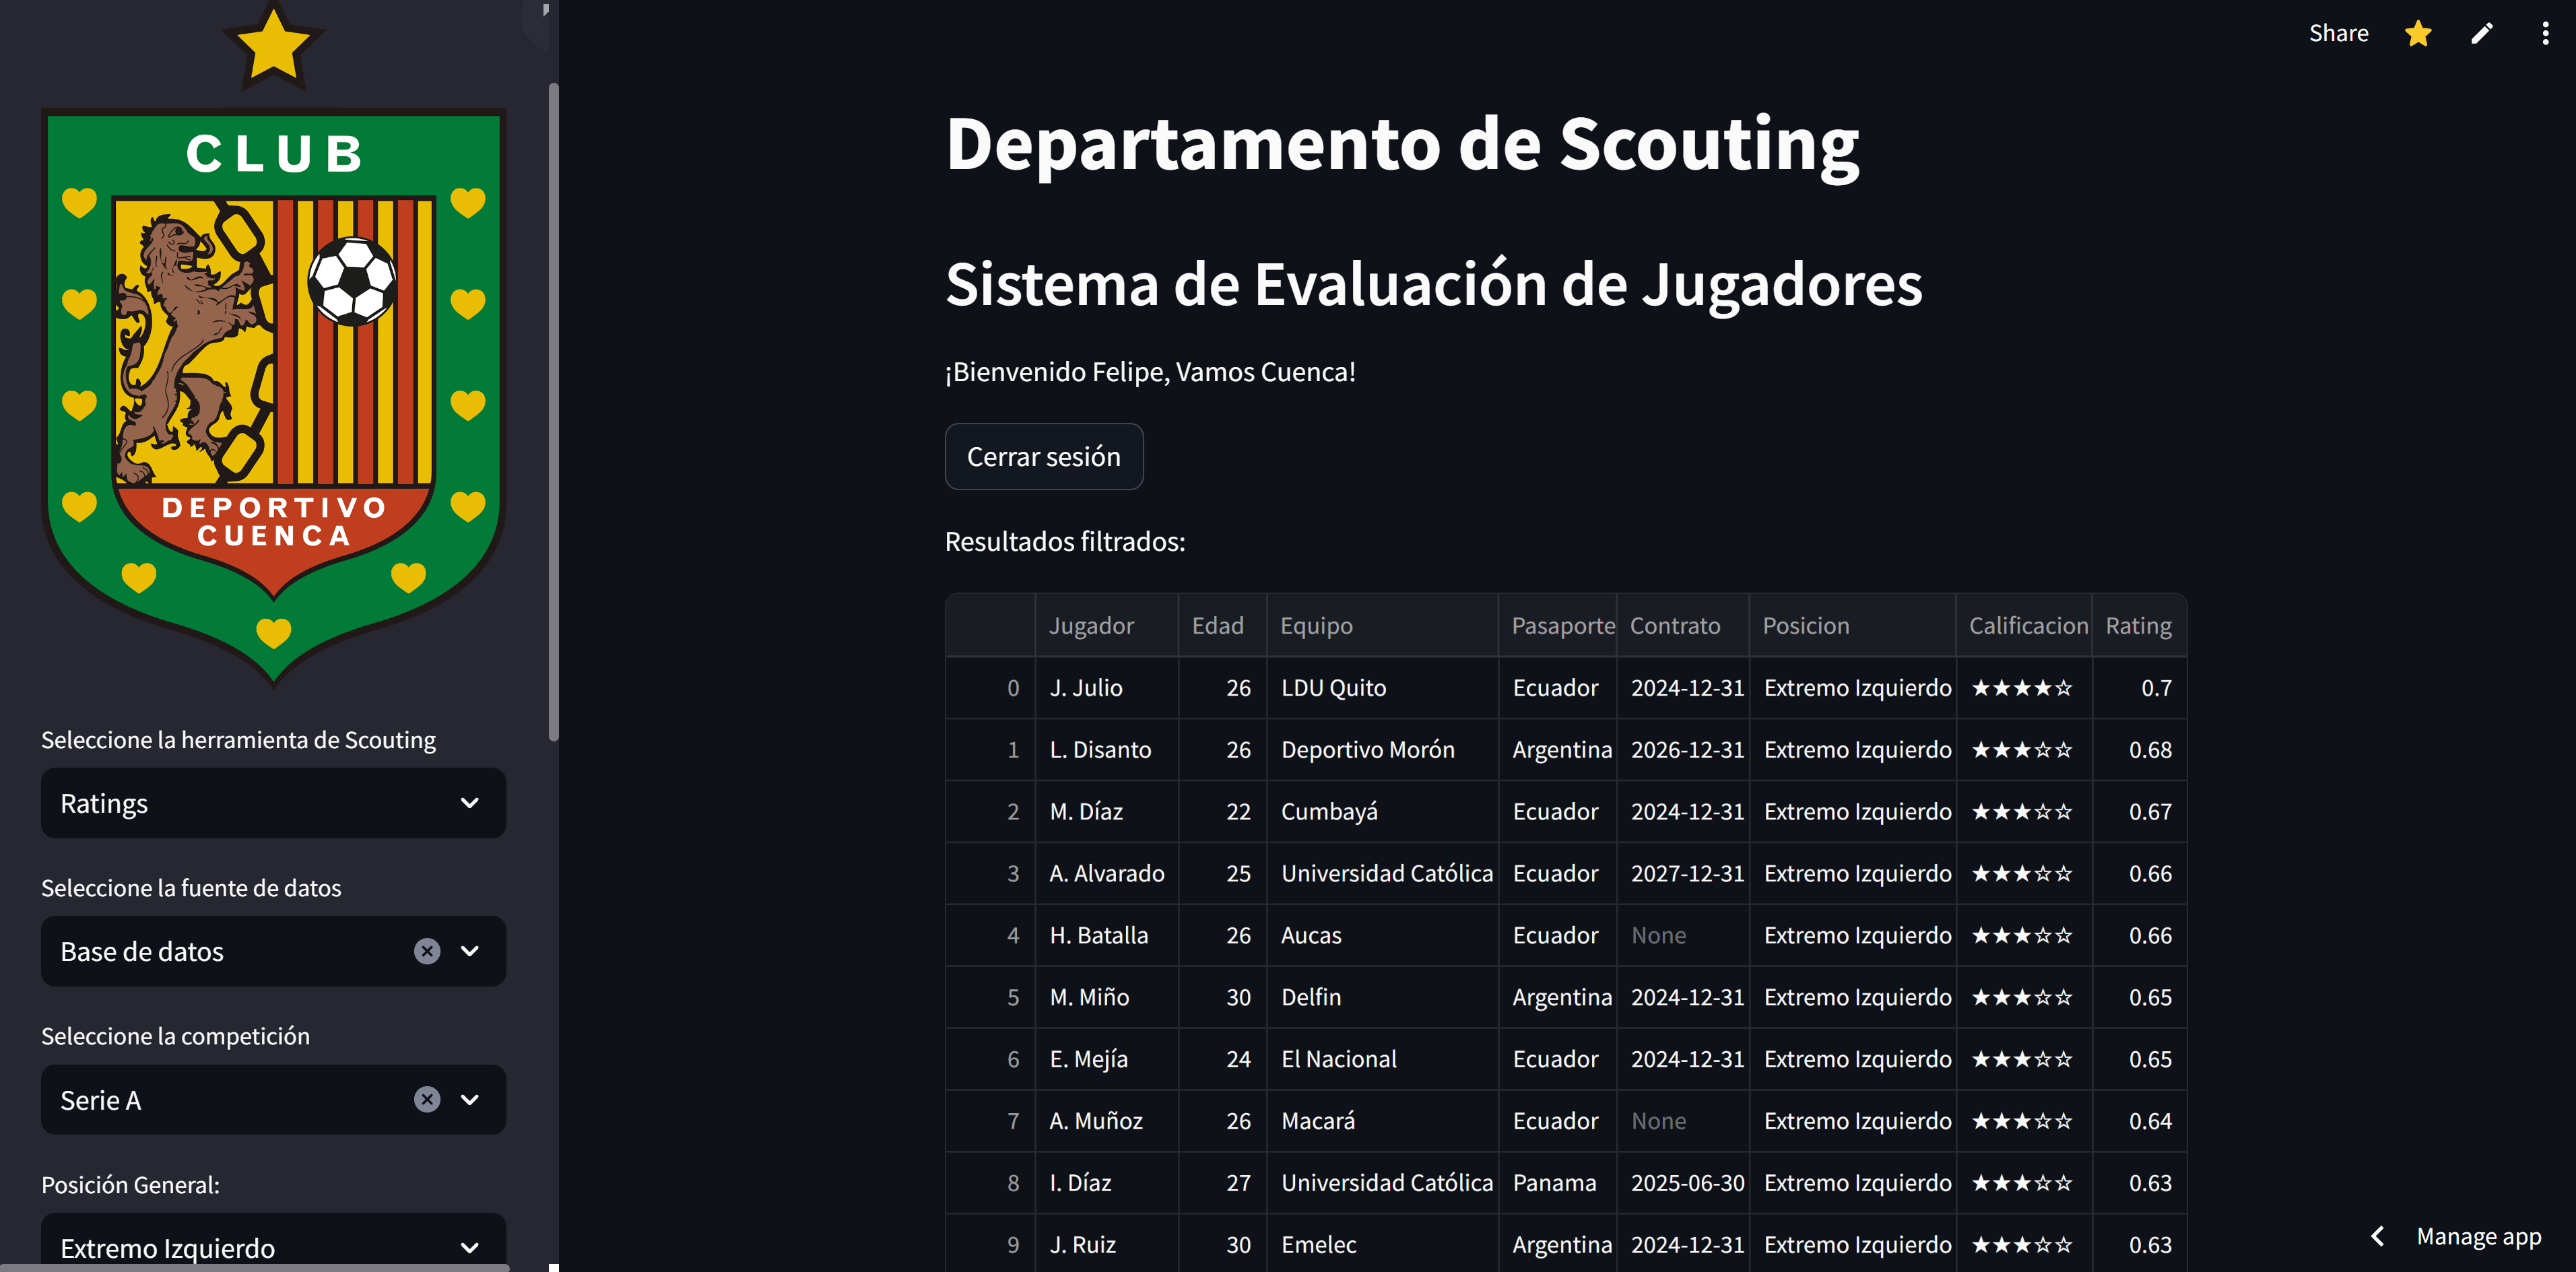 CLUB
DEPORTIVO
CUENCA
Seleccione la herramienta de Scouting
Ratings
Seleccione la fuente de datos
Base de datos
Seleccione la competición
Serie A
Posición General:
Extremo Izquierdo
Share
Departamento de Scouting
Sistema de Evaluación de Jugadores
¡Bienvenido Felipe, Vamos Cuenca!
Cerrar sesión
Resultados filtrados:
Jugador Edad Equipo Pasaporte Contrato Posicion Calificacion Rating
0 J. Julio 26 LDU Quito Ecuador 2024-12-31 Extremo Izquierdo ★★★★☆ 0.7
1 L. Disanto 26 Deportivo Morón Argentina 2026-12-31 Extremo Izquierdo ★★★☆☆ 0.68
2 M. Díaz 22 Cumbayá Ecuador 2024-12-31 Extremo Izquierdo ★★★☆☆ 0.67
3 A. Alvarado 25 Universidad Católica Ecuador 2027-12-31 Extremo Izquierdo ★★★☆☆ 0.66
4 H. Batalla 26 Aucas Ecuador None Extremo Izquierdo ★★★☆☆ 0.66
5 M. Miño 30 Delfin Argentina 2024-12-31 Extremo Izquierdo ★★★☆☆ 0.65
6 E. Mejía 24 El Nacional Ecuador 2024-12-31 Extremo Izquierdo ★★★☆☆ 0.65
7 A. Muñoz 26 Macará Ecuador None Extremo Izquierdo ★★★☆☆ 0.64
8 I. Díaz 27 Universidad Católica Panama 2025-06-30 Extremo Izquierdo ★★★☆☆ 0.63
9 J. Ruiz 30 Emelec Argentina 2024-12-31 Extremo Izquierdo ★★★☆☆ 0.63
Manage app